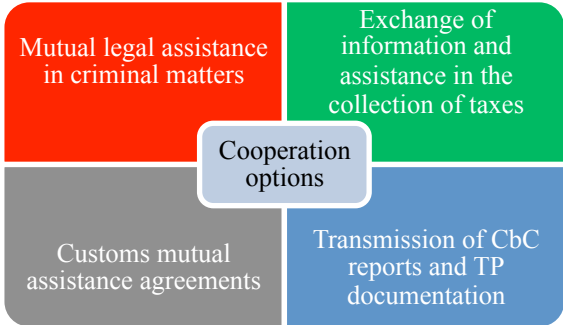 Mutual legal assistance
in criminal matters
Exchange of
information and
assistance in the
collection of taxes
Cooperation
options
Customs mutual
assistance agreements
Transmission of CbC
reports and TP
documentation